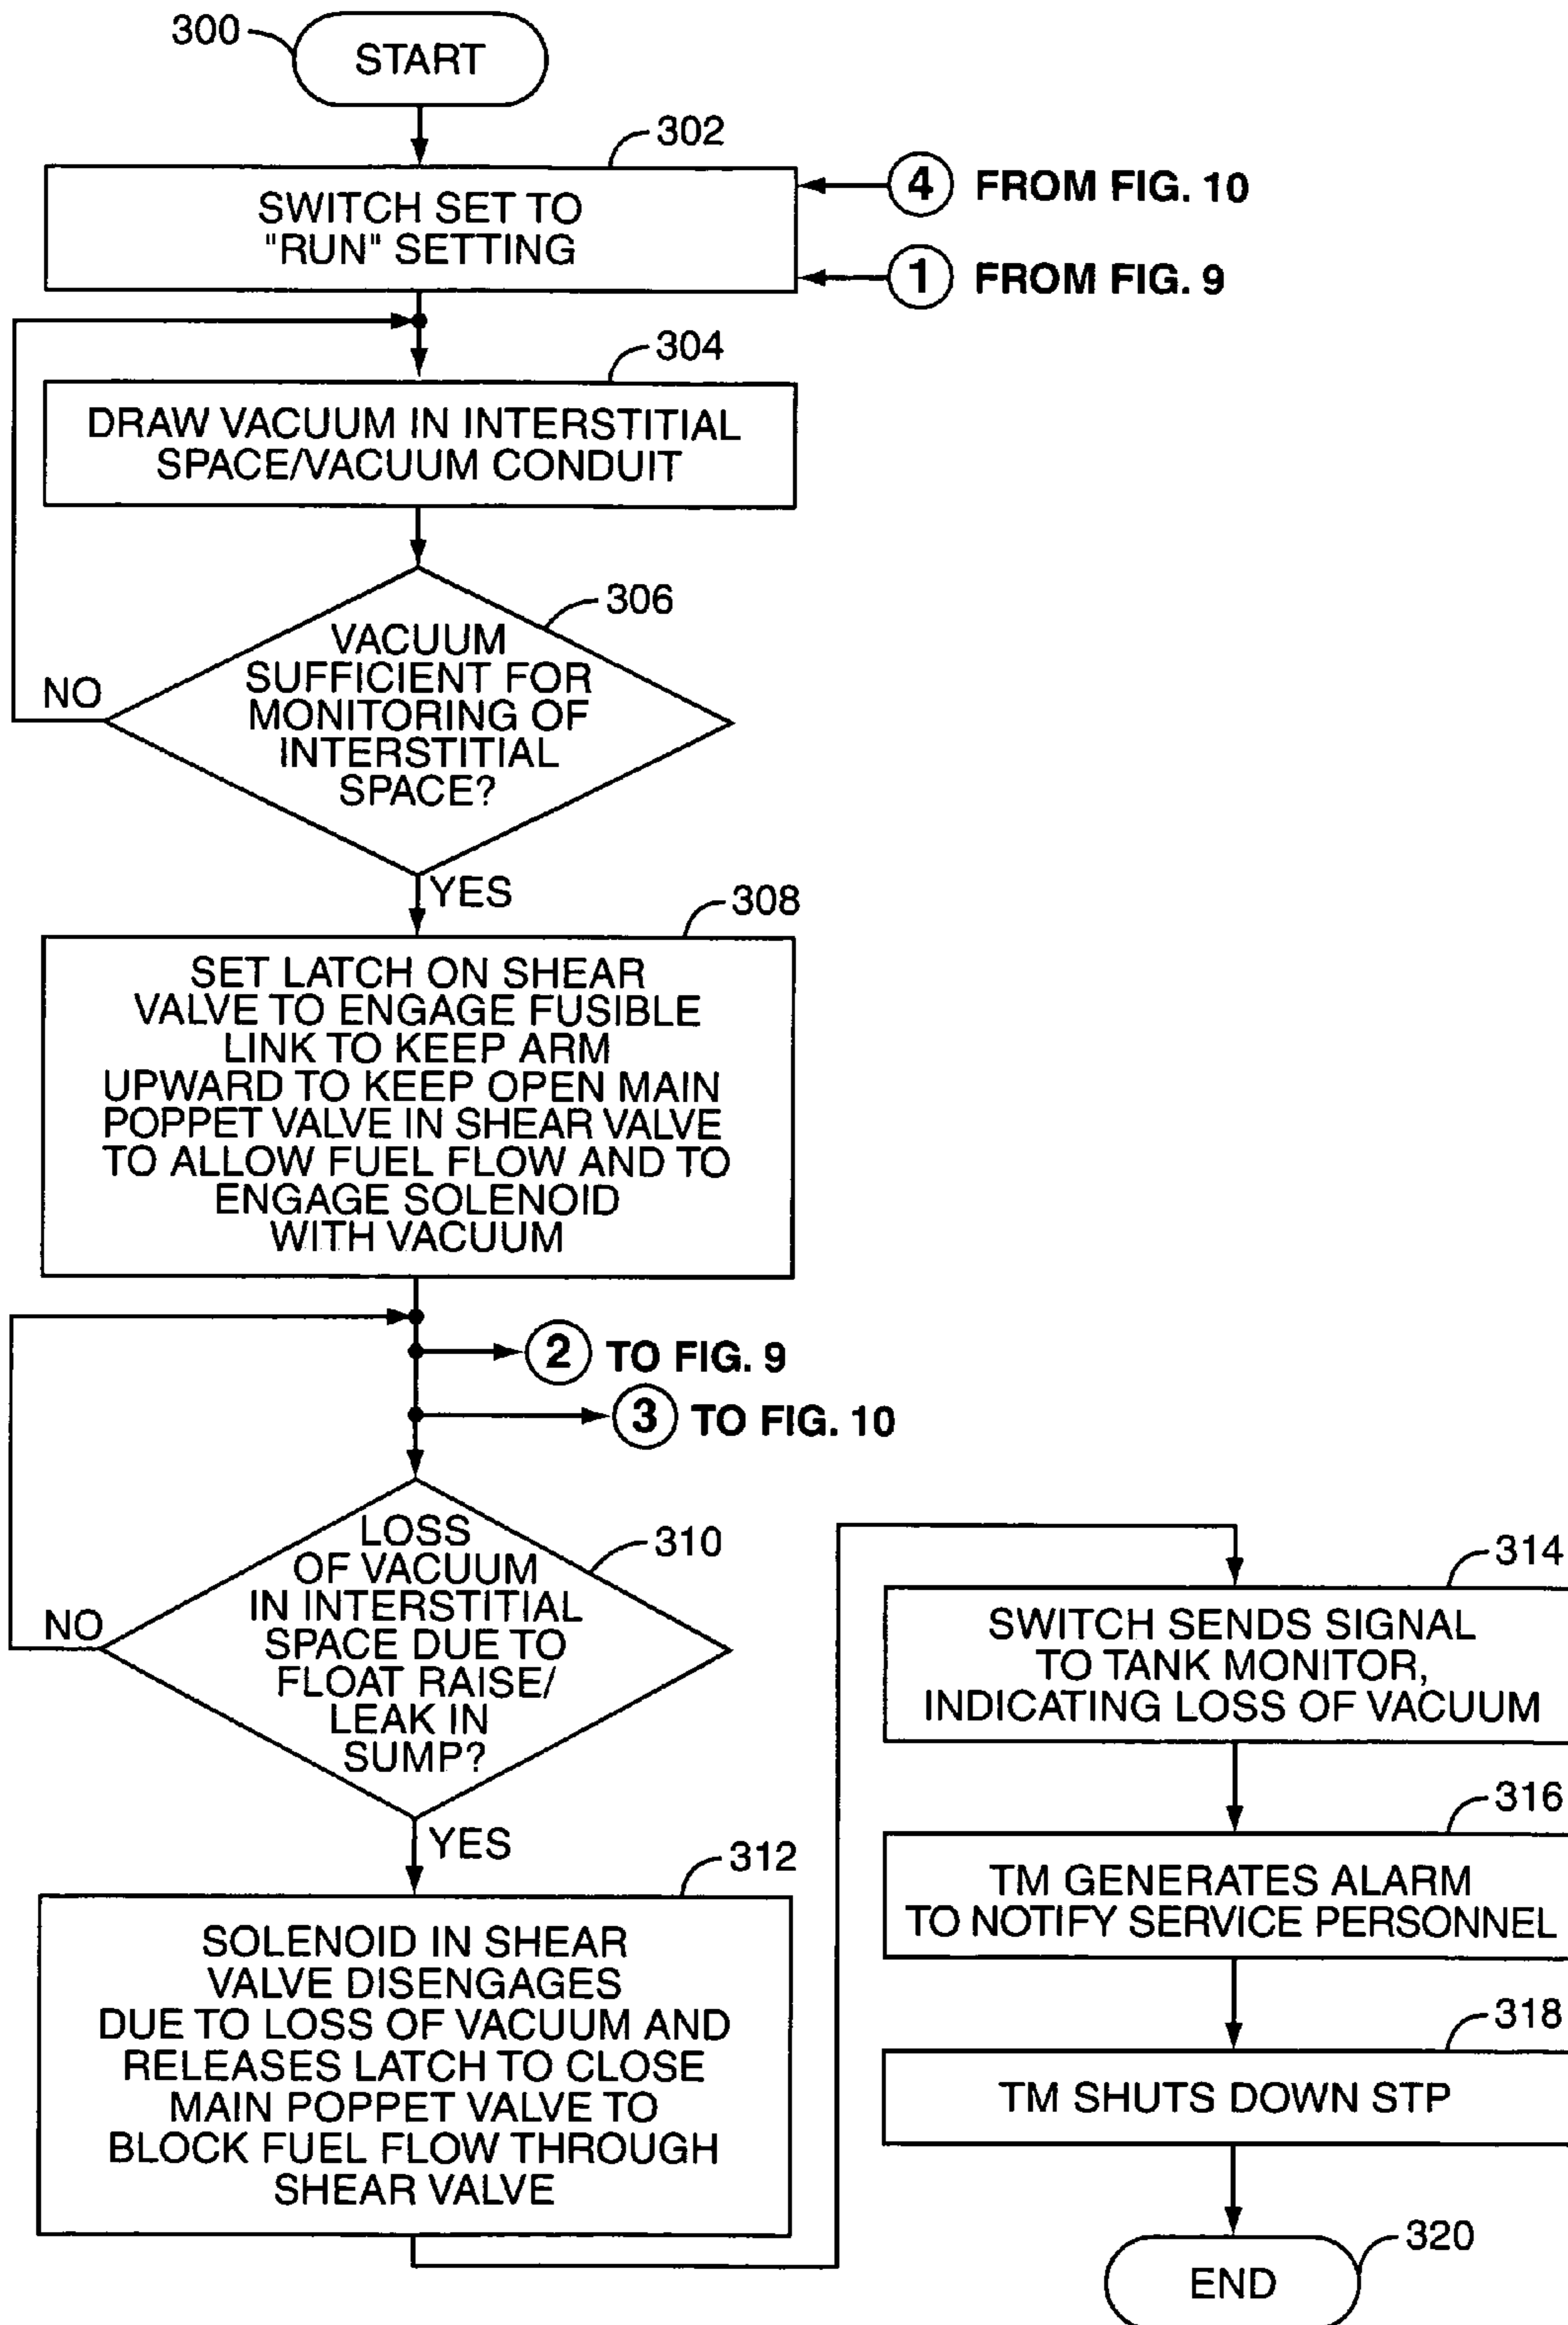 300
START
302
SWITCH SET TO
"RUN" SETTING
4 FROM FIG. 10
1 FROM FIG. 9
304
DRAW VACUUM IN INTERSTITIAL
SPACE/VACUUM CONDUIT
306
VACUUM
SUFFICIENT FOR
MONITORING OF
INTERSTITIAL
SPACE?
NO
YES
308
SET LATCH ON SHEAR
VALVE TO ENGAGE FUSIBLE
LINK TO KEEP ARM
UPWARD TO KEEP OPEN MAIN
POPPET VALVE IN SHEAR VALVE
TO ALLOW FUEL FLOW AND TO
ENGAGE SOLENOID
WITH VACUUM
2 TO FIG. 9
3 TO FIG. 10
310
LOSS
OF VACUUM
IN INTERSTITIAL
SPACE DUE TO
FLOAT RAISE/
LEAK IN
SUMP?
NO
YES
312
SOLENOID IN SHEAR
VALVE DISENGAGES
DUE TO LOSS OF VACUUM AND
RELEASES LATCH TO CLOSE
MAIN POPPET VALVE TO
BLOCK FUEL FLOW THROUGH
SHEAR VALVE
314
SWITCH SENDS SIGNAL
TO TANK MONITOR,
INDICATING LOSS OF VACUUM
316
TM GENERATES ALARM
TO NOTIFY SERVICE PERSONNEL
318
TM SHUTS DOWN STP
320
END